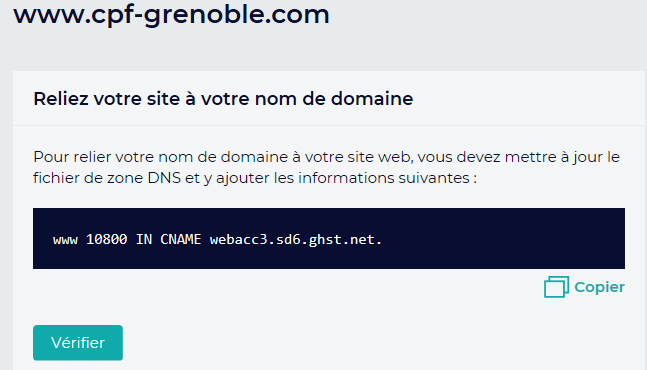 www.cpf-grenoble.com
Reliez votre site à votre nom de domaine
Pour relier votre nom de domaine à votre site web, vous devez mettre à jour le
fichier de zone DNS et y ajouter les informations suivantes :
www 10800 IN CNAME webacc3.sd6.ghst.net.
Copier
Vérifier